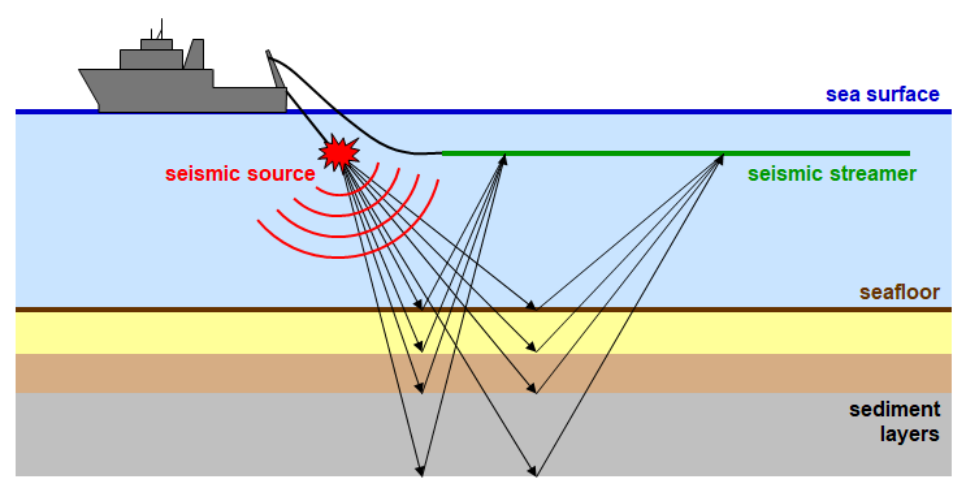 sea surface
seismic source
seismic streamer
seafloor
sediment
layers